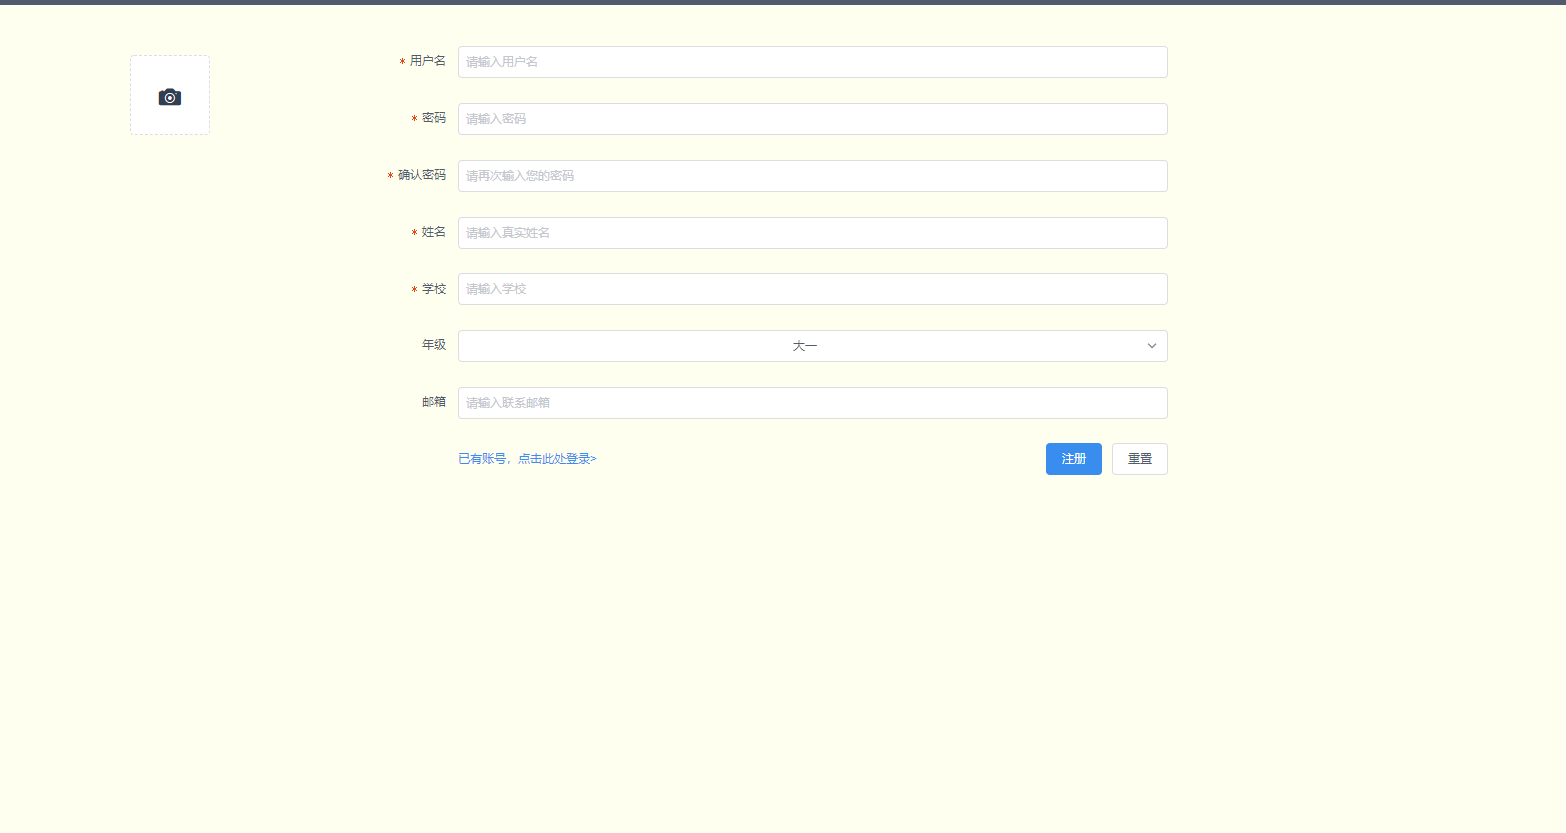 * 用户名 请输入用户名
* 密码 请输入密码
* 确认密码 请再次输入您的密码
* 姓名 请输入真实姓名
* 学校 请输入学校
年级 大一
邮箱 请输入联系邮箱
已有账号，点击此处登录> 注册 重置